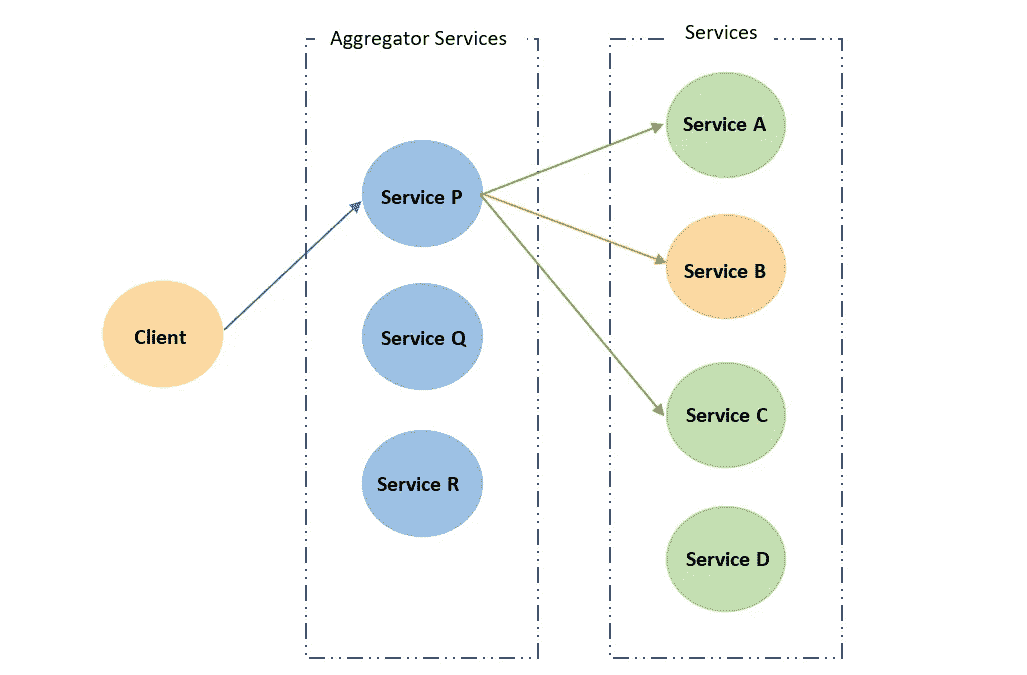 Aggregator Services
Services
Service A
Service P
Service B
Client
Service Q
Service C
Service R
Service D